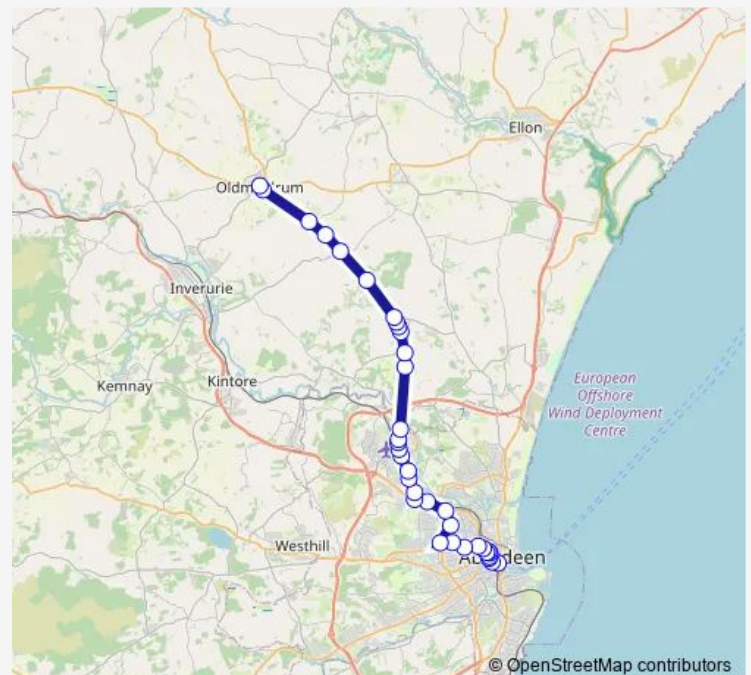 Ellon
Inverurie
Kemnay
Kintore
European
Offshore
Wind Deployment
Centre
Westhill
© OpenStreetMap contributors